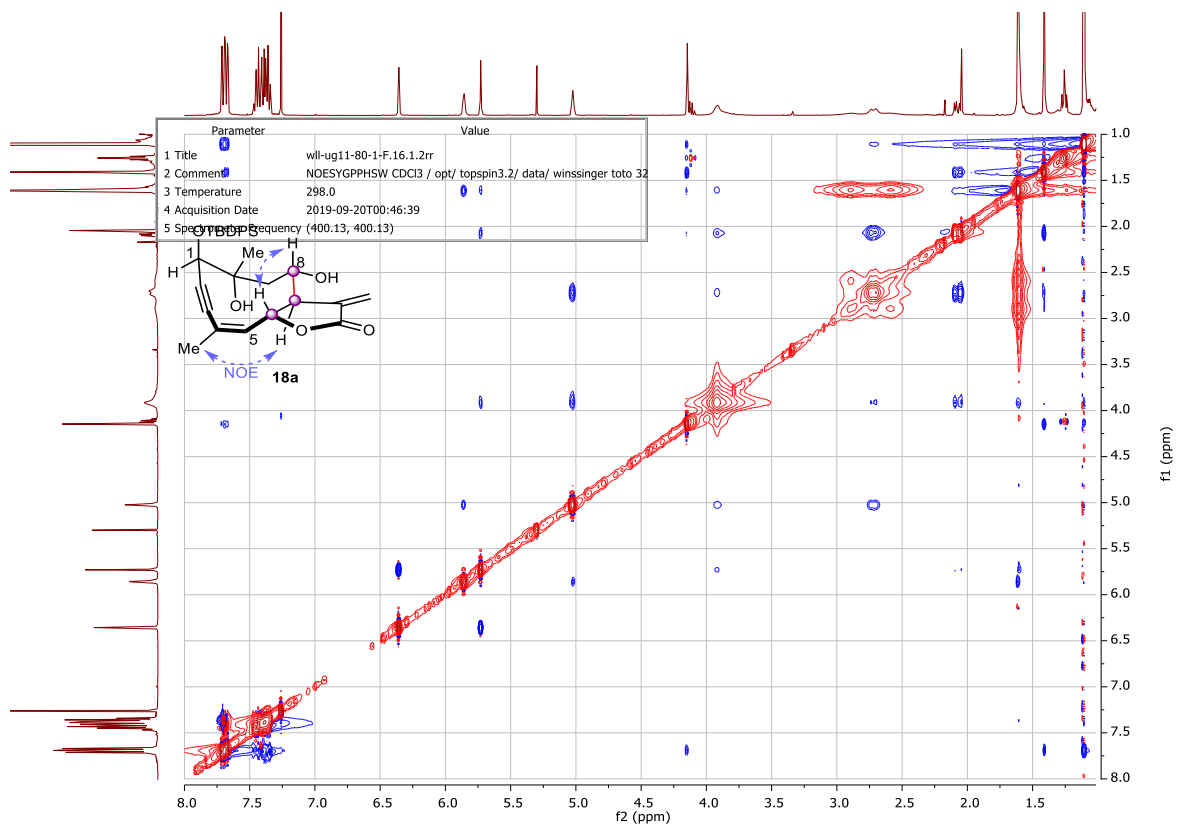 Parameter Value
1 Title wll-ug11-80-1-F.16.1.2rr
2 Comment NOESYGPPHSW CDCl3 / opt/ topspin3.2/ data/ winssinger toto 32
3 Temperature 298.0
4 Acquisition Date 2019-09-20T00:46:39
5 Spectrometer Frequency (400.13, 400.13)
OTBDPS
H
1
Me
8
H
OH
H
OH
O
O
5
H
Me
NOE
18a
1.0
1.5
2.0
2.5
3.0
3.5
4.0
4.5
5.0
5.5
6.0
6.5
7.0
7.5
8.0
f1 (ppm)
8.0 7.5 7.0 6.5 6.0 5.5 5.0 4.5 4.0 3.5 3.0 2.5 2.0 1.5
f2 (ppm)